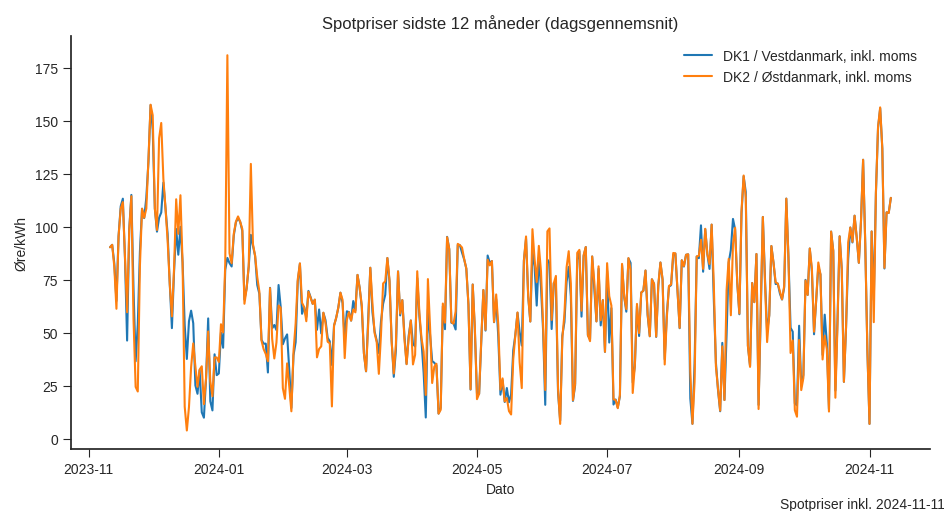 Spotpriser sidste 12 måneder (dagsgennemsnit)
DK1 / Vestdanmark, inkl. moms
DK2 / Østdanmark, inkl. moms
Øre/kWh
175
150
125
100
75
50
25
0
2023-11
2024-01
2024-03
2024-05
2024-07
2024-09
2024-11
Dato
Spotpriser inkl. 2024-11-11